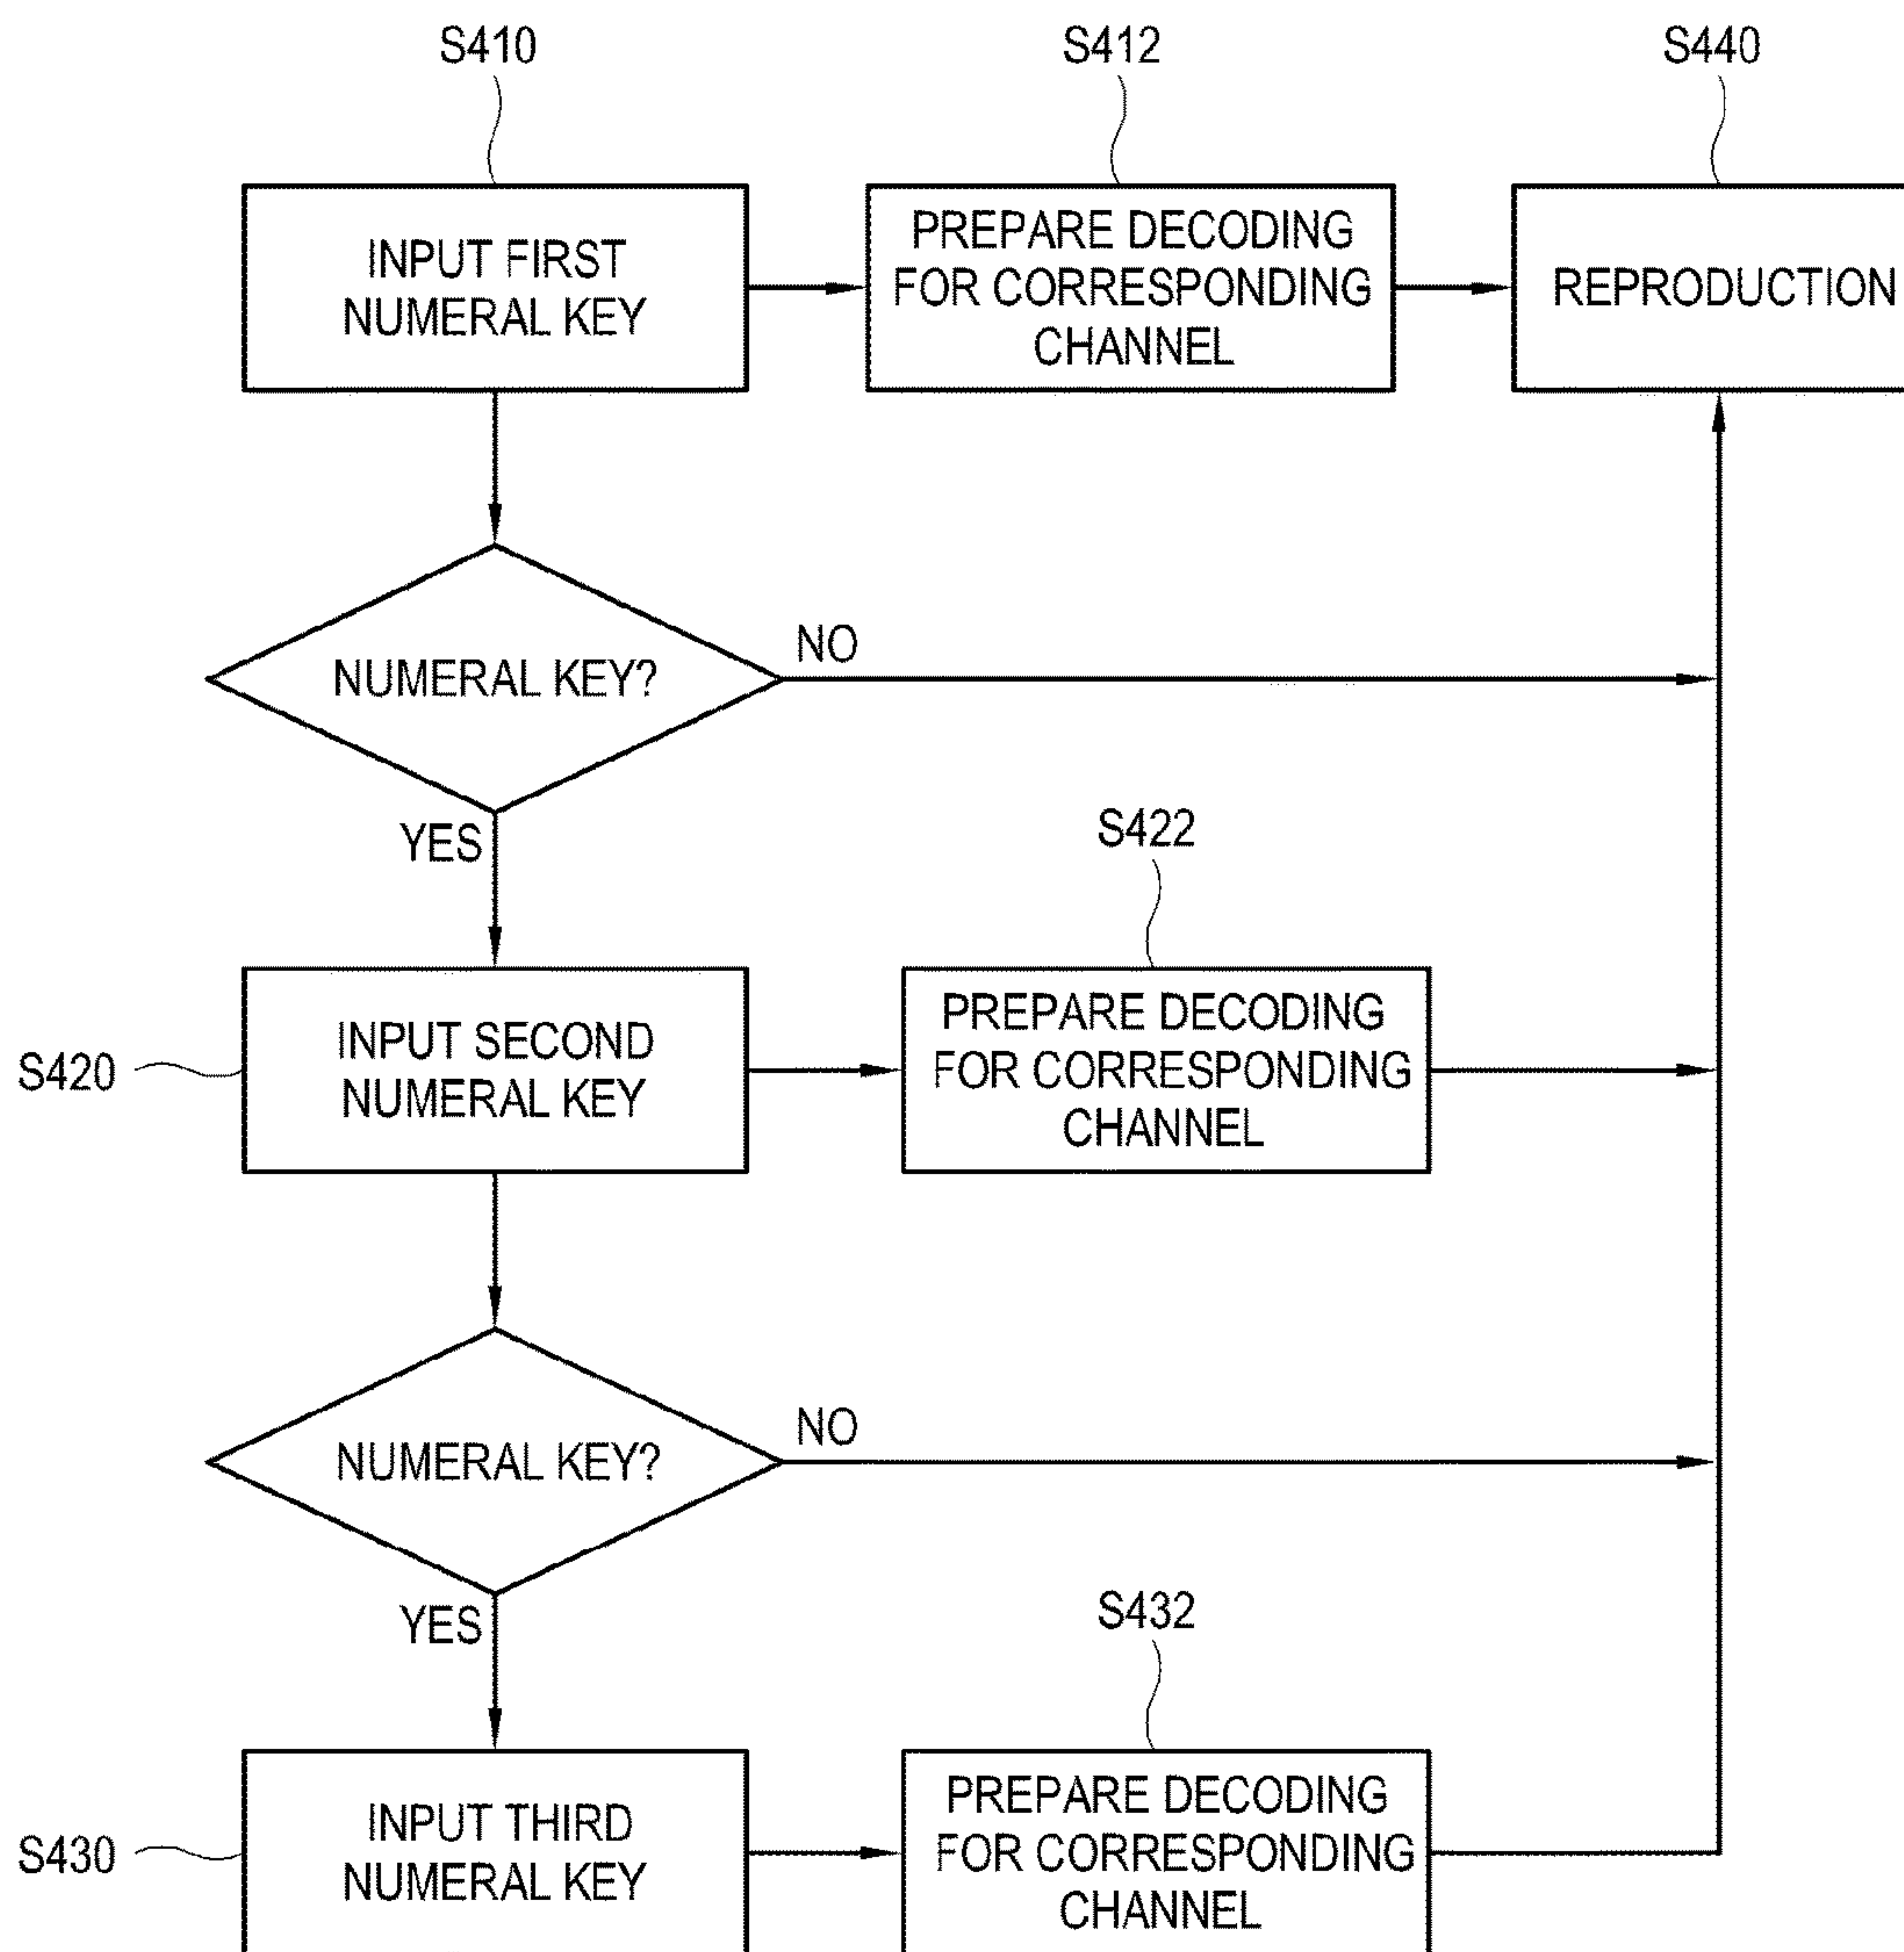 S410
S412
S440
INPUT FIRST
NUMERAL KEY
PREPARE DECODING
FOR CORRESPONDING
CHANNEL
REPRODUCTION
NUMERAL KEY?
NO
YES
S422
S420
INPUT SECOND
NUMERAL KEY
PREPARE DECODING
FOR CORRESPONDING
CHANNEL
NUMERAL KEY?
NO
YES
S432
S430
INPUT THIRD
NUMERAL KEY
PREPARE DECODING
FOR CORRESPONDING
CHANNEL